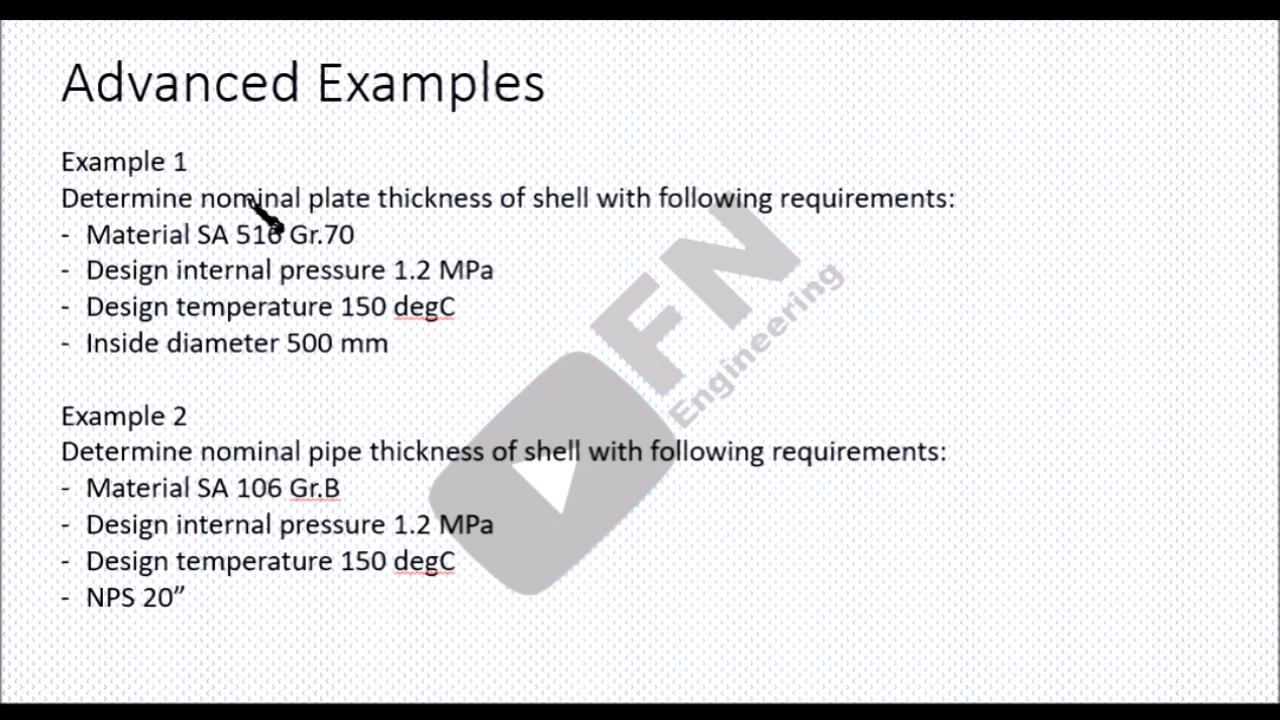 Advanced Examples
Example 1
Determine nominal plate thickness of shell with following requirements:
- Material SA 516 Gr.70
- Design internal pressure 1.2 MPa
- Design temperature 150 degC
- Inside diameter 500 mm
Example 2
Determine nominal pipe thickness of shell with following requirements:
- Material SA 106 Gr.B
- Design internal pressure 1.2 MPa
- Design temperature 150 degC
- NPS 20”
FN
Engineering